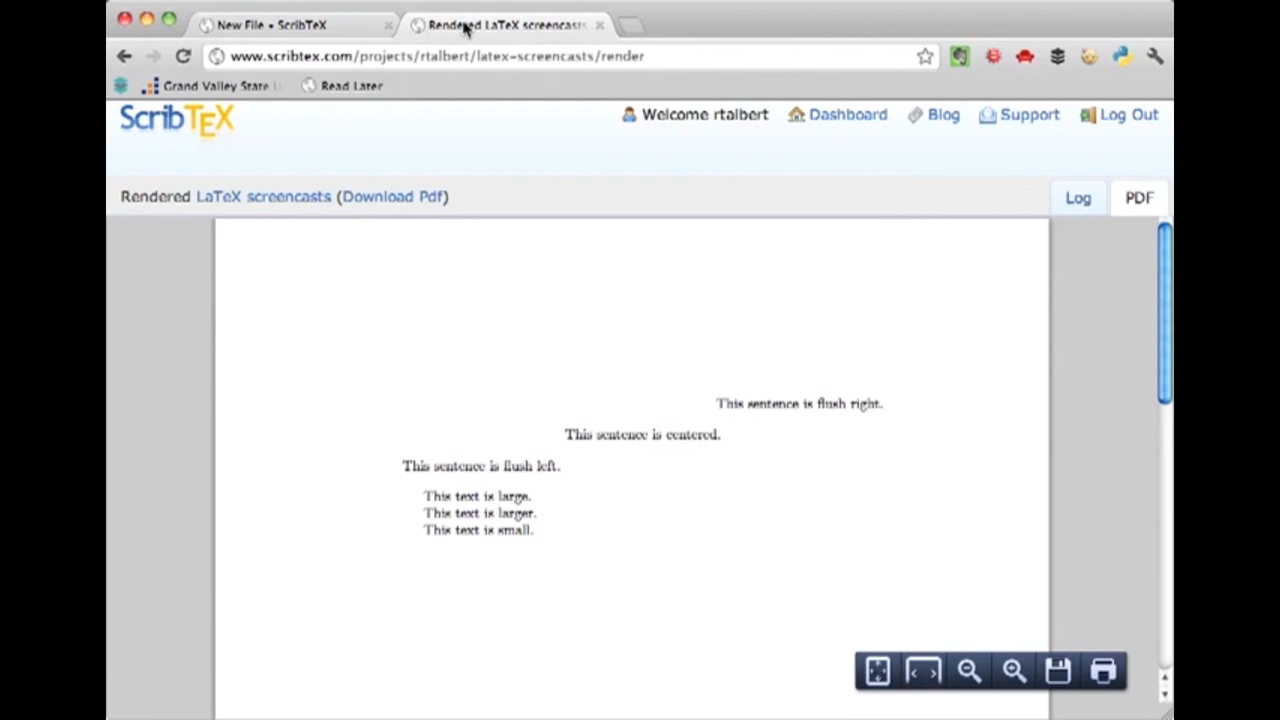 New File • ScribTeX
Rendered LaTeX screencasts
www.scribtex.com/projects/rtalbert/latex-screencasts/render
Grand Valley State
Read Later
ScribTEX
Welcome rtalbert
Dashboard
Blog
Support
Log Out
Rendered LaTeX screencasts (Download Pdf)
Log
PDF
This sentence is flush right.
This sentence is centered.
This sentence is flush left.
This text is large.
This text is larger.
This text is small.